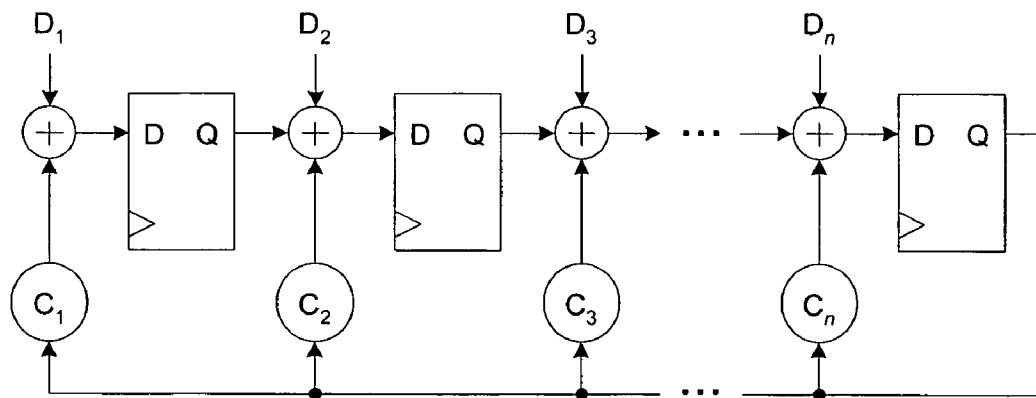 D1 D2 D3 Dn
+ + + ... +
D Q D Q D Q
C1 C2 C3 Cn
...